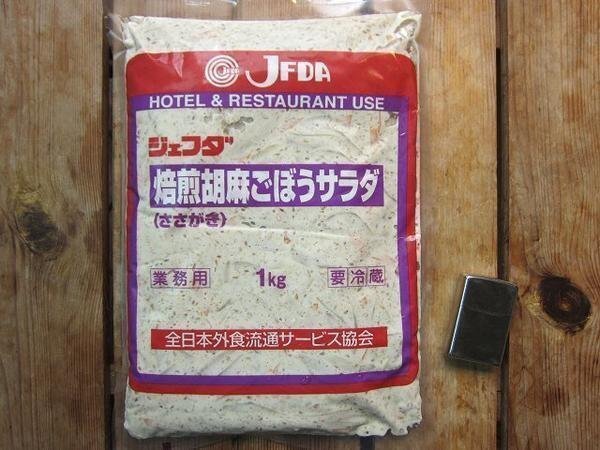 JFDA
HOTEL & RESTAURANT USE
ジェフダ
焙煎胡麻ごぼうサラダ
(ささがき)
業務用 1kg 要冷蔵
全日本外食流通サービス協会